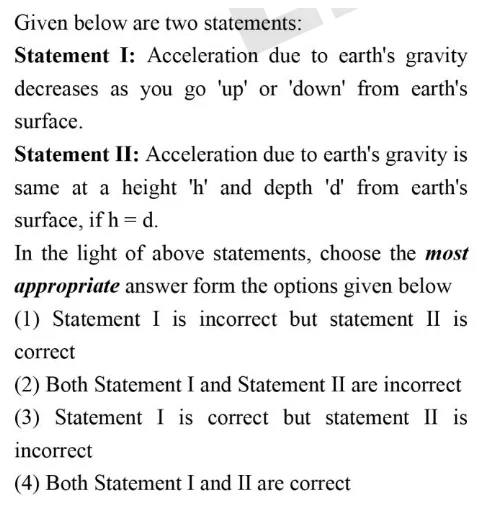 Given below are two statements:
Statement I: Acceleration due to earth's gravity
decreases as you go 'up' or 'down' from earth's
surface.
Statement II: Acceleration due to earth's gravity is
same at a height 'h' and depth 'd' from earth's
surface, if h = d.
In the light of above statements, choose the most
appropriate answer form the options given below
(1) Statement I is incorrect but statement II is
correct
(2) Both Statement I and Statement II are incorrect
(3) Statement I is correct but statement II is
incorrect
(4) Both Statement I and II are correct